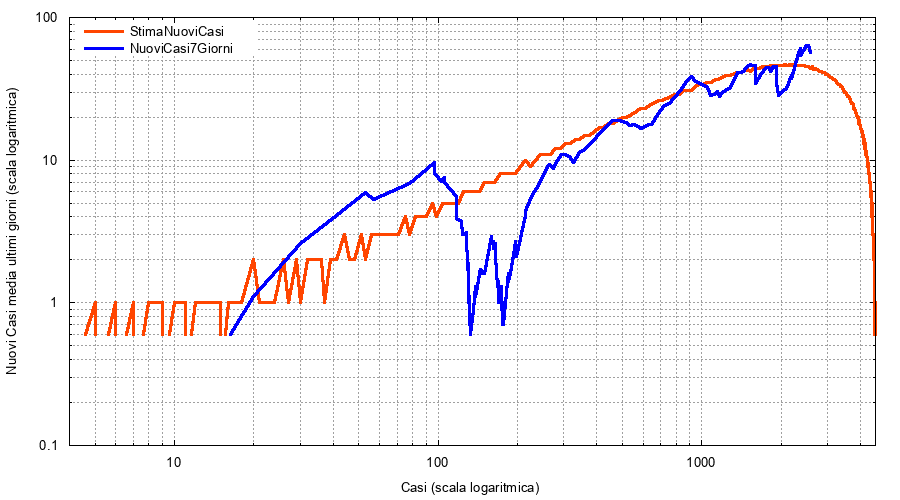 StimaNuoviCasi
NuoviCasi7Giorni
Nuovi Casi media ultimi giorni (scala logaritmica)
100
10
1
0.1
10
100
1000
Casi (scala logaritmica)